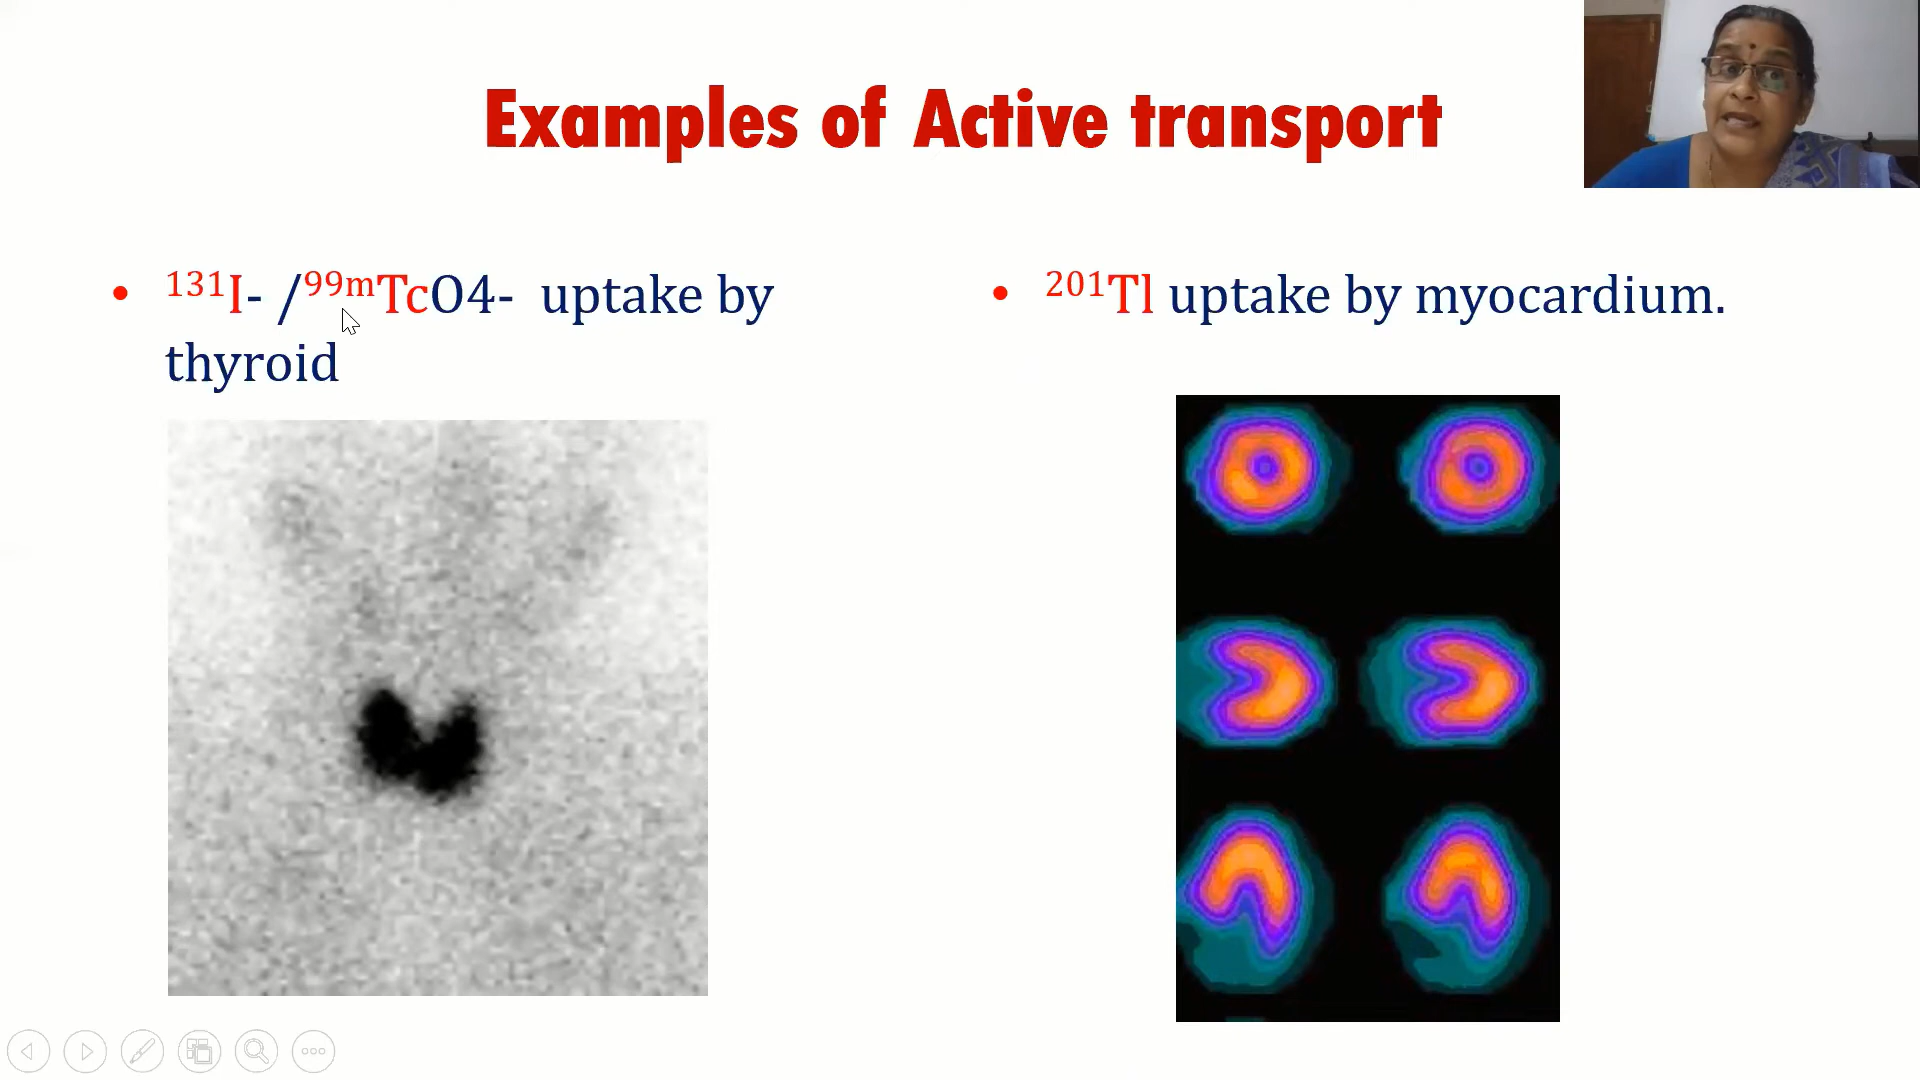 Examples of Active transport
• ¹³¹I- /⁹⁹ᵐTcO4- uptake by
thyroid
• ²⁰¹Tl uptake by myocardium.